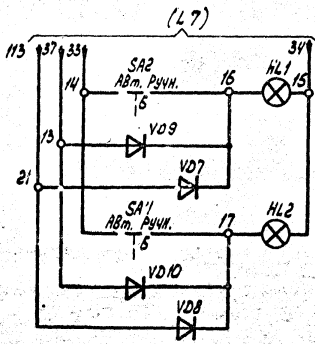 (L7)
113 37 33 34
SA2
14 Авт. Ручн. 16 HL1 15
Б
13 VD9
21 VD7
SA1
Авт. Ручн. 17 HL2
Б
VD10
VD8